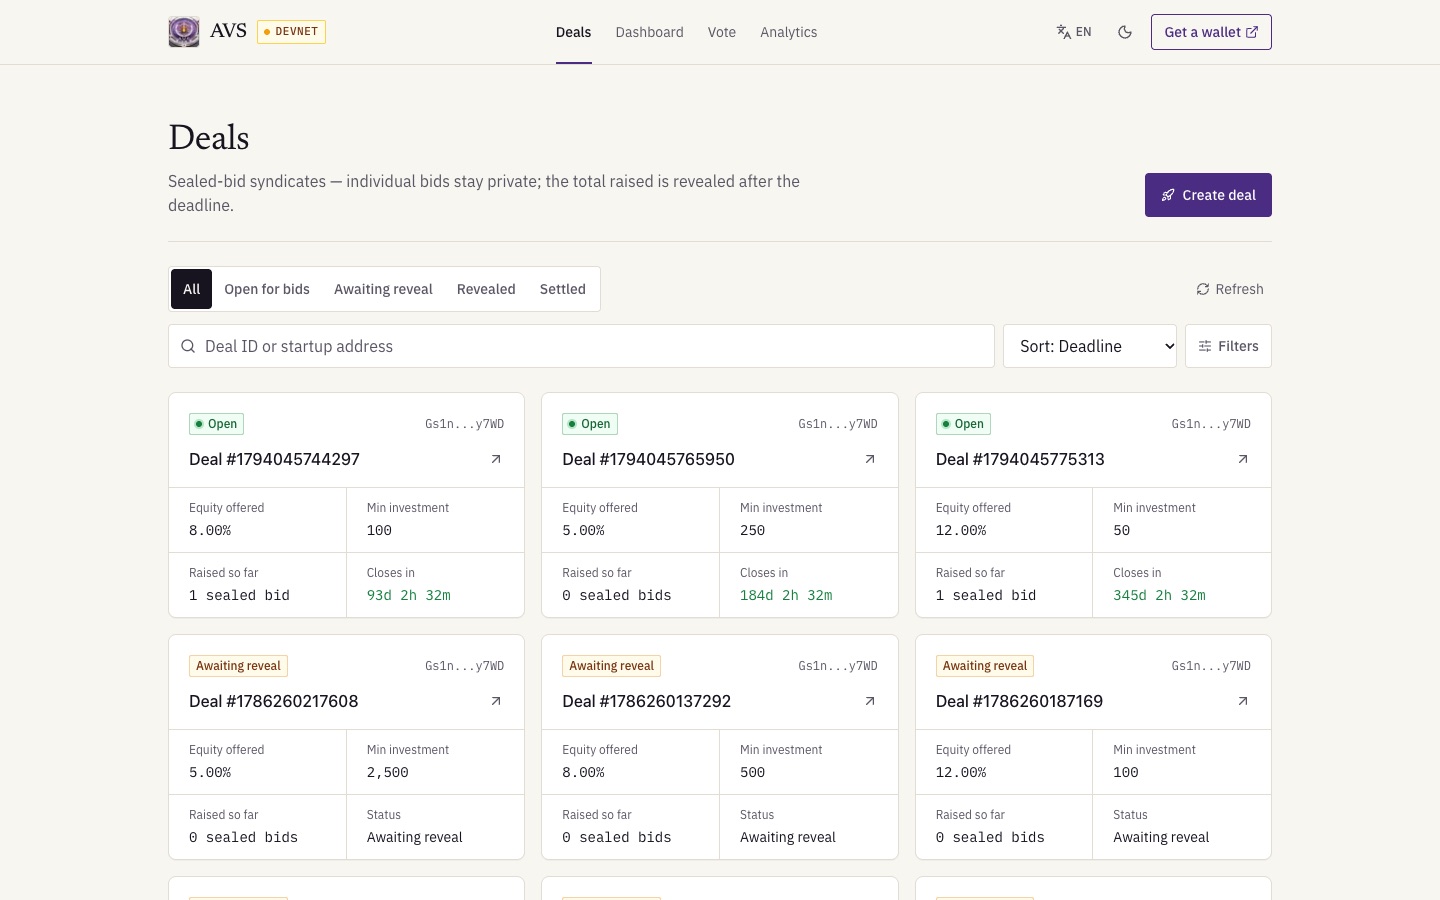 AVS
DEVNET
Deals
Dashboard
Vote
Analytics
EN
Get a wallet
Deals
Sealed-bid syndicates — individual bids stay private; the total raised is revealed after the
deadline.
Create deal
All
Open for bids
Awaiting reveal
Revealed
Settled
Refresh
Deal ID or startup address
Sort: Deadline
Filters
Open
Gs1n...y7WD
Deal #1794045744297
Equity offered
8.00%
Min investment
100
Raised so far
1 sealed bid
Closes in
93d 2h 32m
Open
Gs1n...y7WD
Deal #1794045765950
Equity offered
5.00%
Min investment
250
Raised so far
0 sealed bids
Closes in
184d 2h 32m
Open
Gs1n...y7WD
Deal #1794045775313
Equity offered
12.00%
Min investment
50
Raised so far
1 sealed bid
Closes in
345d 2h 32m
Awaiting reveal
Gs1n...y7WD
Deal #1786260217608
Equity offered
5.00%
Min investment
2,500
Raised so far
0 sealed bids
Status
Awaiting reveal
Awaiting reveal
Gs1n...y7WD
Deal #1786260137292
Equity offered
8.00%
Min investment
500
Raised so far
0 sealed bids
Status
Awaiting reveal
Awaiting reveal
Gs1n...y7WD
Deal #1786260187169
Equity offered
12.00%
Min investment
100
Raised so far
0 sealed bids
Status
Awaiting reveal